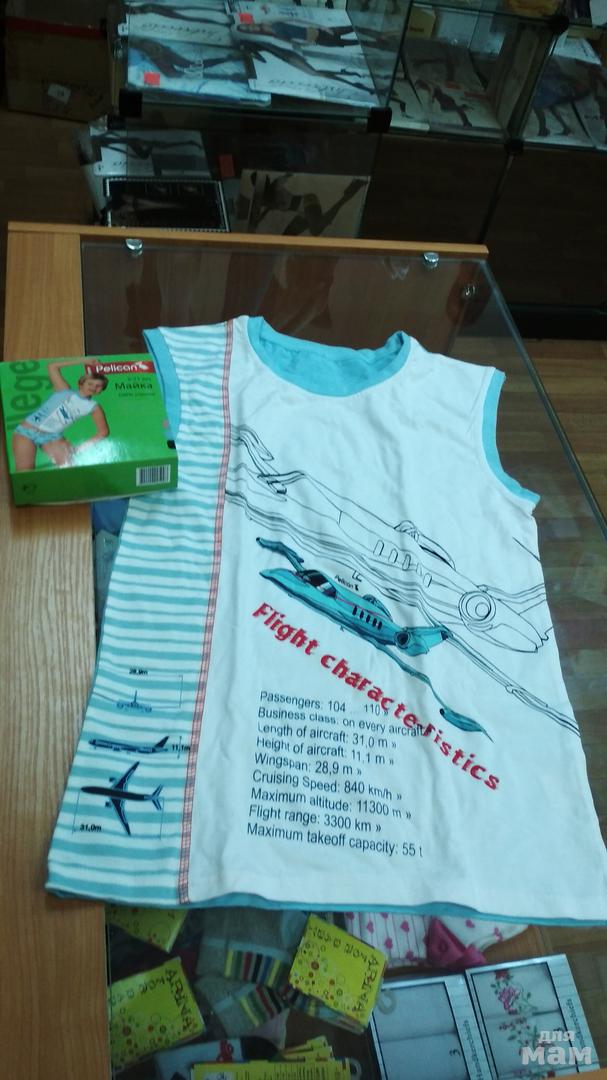 Pelican
Майка
Pelican
Flight characteristics
Passengers: 104 ... 110 »
Business class: on every aircraft
Length of aircraft: 31,0 m »
Height of aircraft: 11,1 m »
Wingspan: 28,9 m »
Cruising Speed: 840 km/h »
Maximum altitude: 11300 m »
Flight range: 3300 km »
Maximum takeoff capacity: 55 t
28,9m
11,1m
31,0m
для
мам